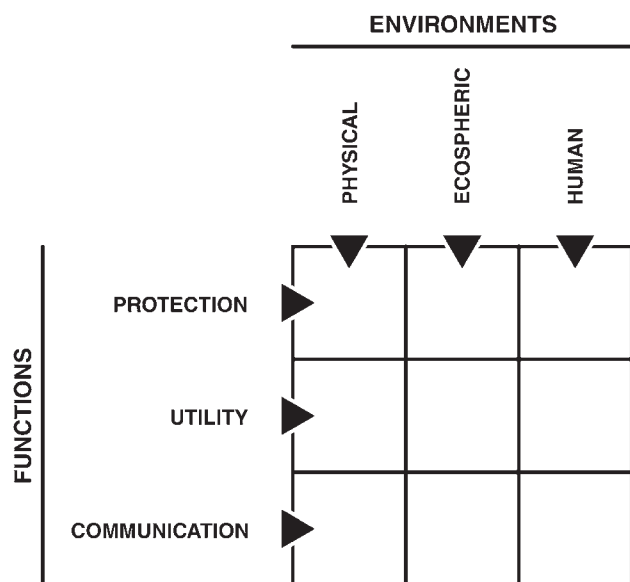 ENVIRONMENTS
PHYSICAL
ECOSPHERIC
HUMAN
FUNCTIONS
PROTECTION
UTILITY
COMMUNICATION